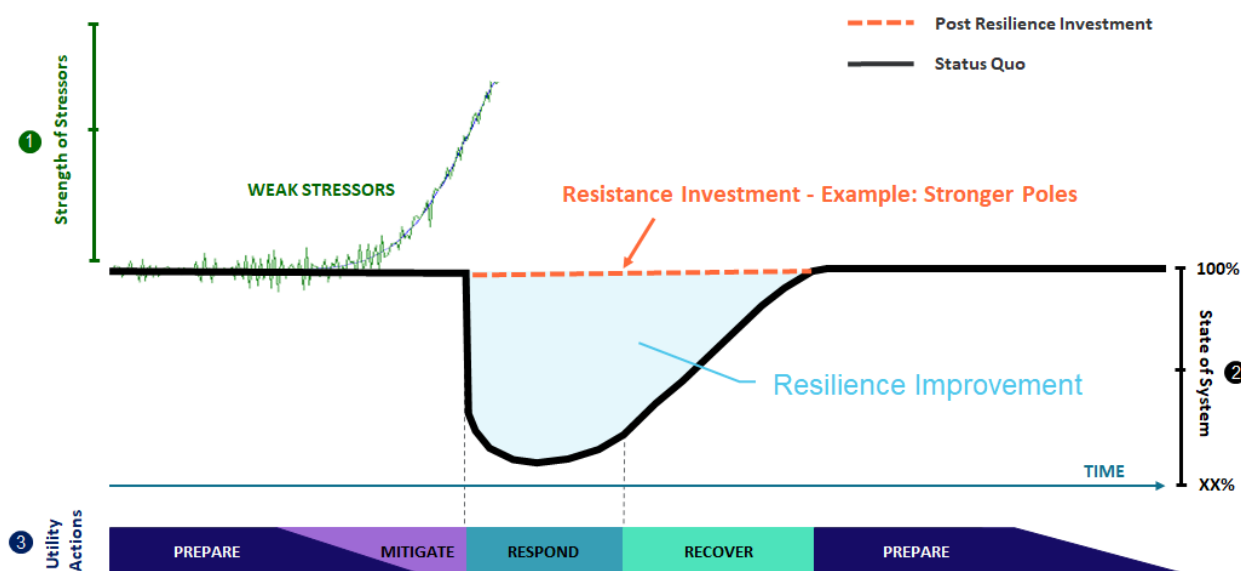 Post Resilience Investment
Status Quo
1
Strength of Stressors
WEAK STRESSORS
Resistance Investment - Example: Stronger Poles
100%
State of System
2
Resilience Improvement
TIME
XX%
3
Utility
Actions
PREPARE
MITIGATE
RESPOND
RECOVER
PREPARE